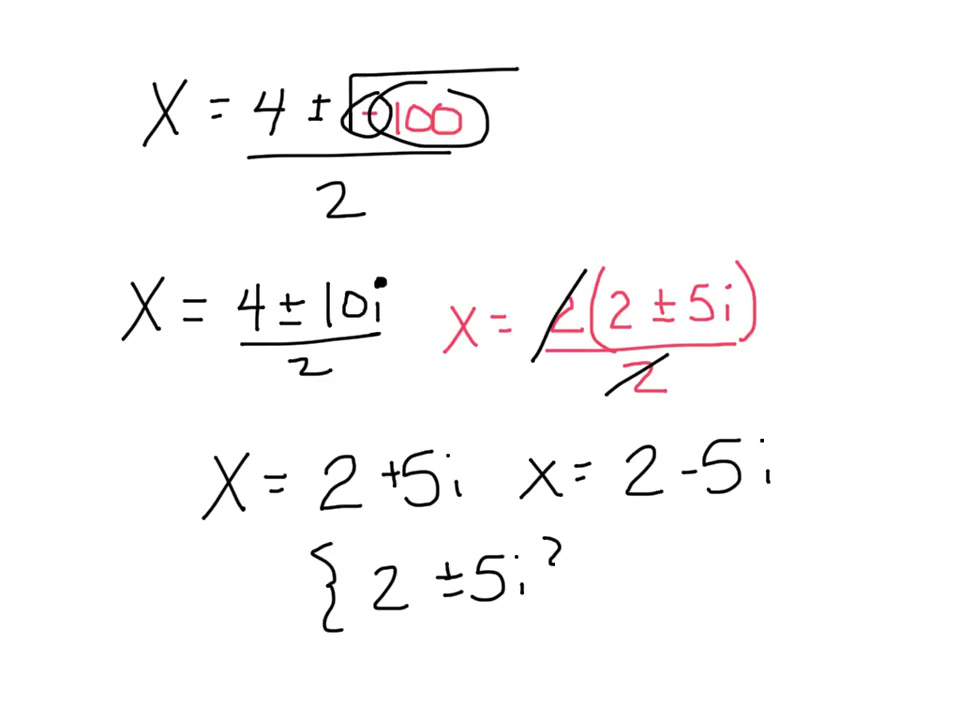 X = 4 ± √-100
2
X = 4 ± 10i x = 2(2 ± 5i)
2 2
X = 2 + 5i x = 2 - 5i
{ 2 ± 5i